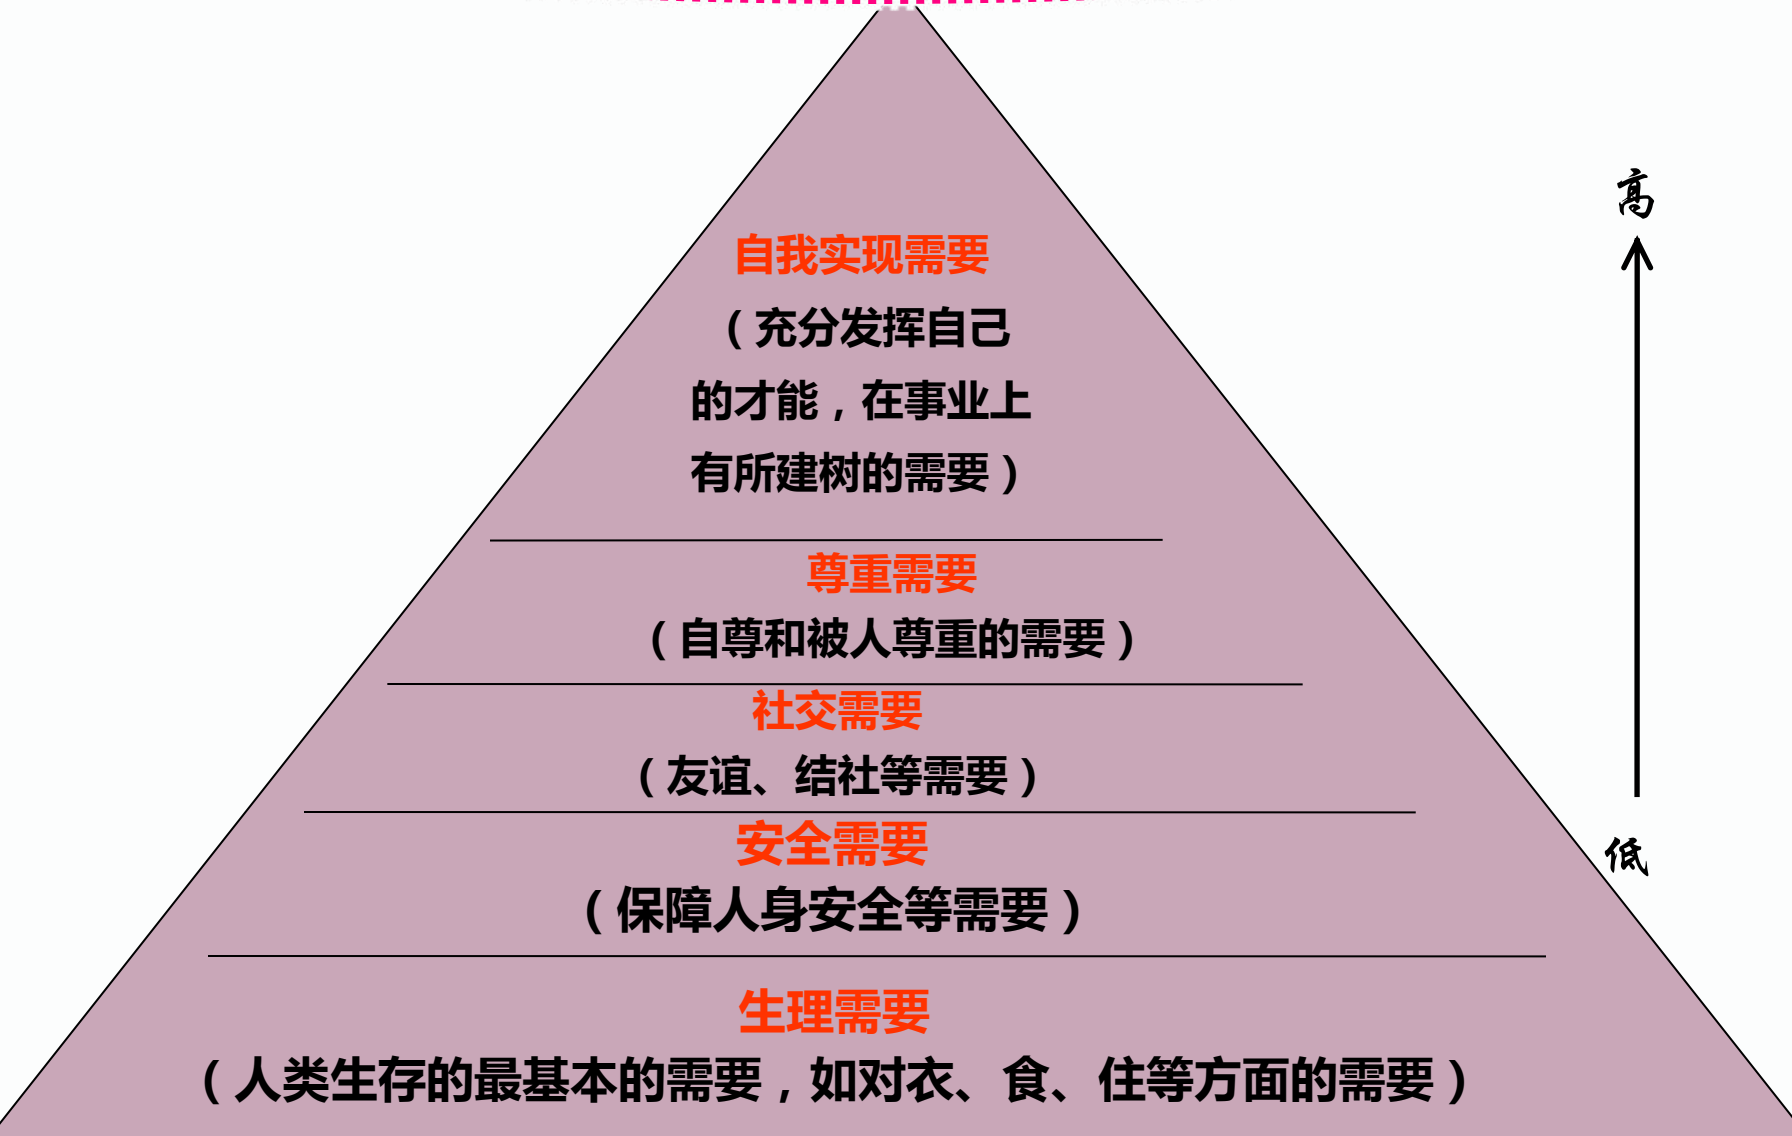 高
自我实现需要
（充分发挥自己
的才能，在事业上
有所建树的需要）
尊重需要
（自尊和被人尊重的需要）
社交需要
（友谊、结社等需要）
安全需要
（保障人身安全等需要）
低
生理需要
（人类生存的最基本的需要，如对衣、食、住等方面的需要）